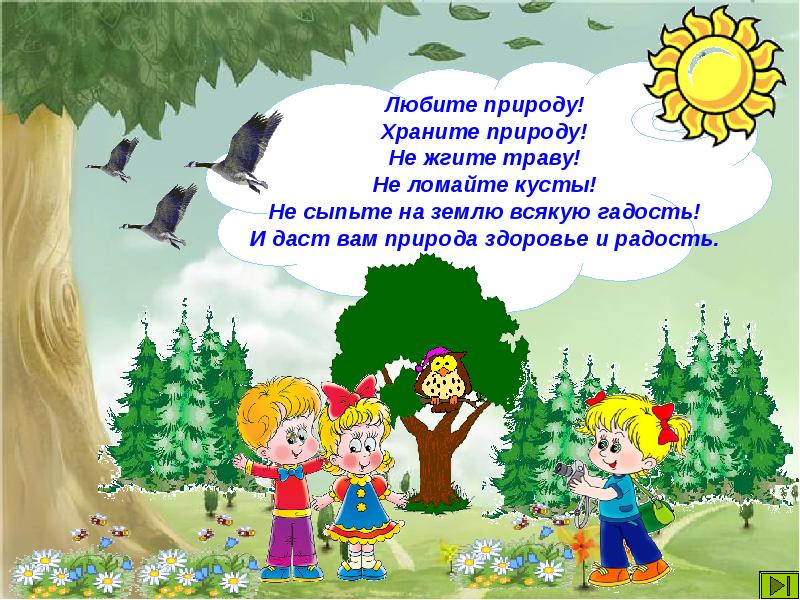 Любите природу!
Храните природу!
Не жгите траву!
Не ломайте кусты!
Не сыпьте на землю всякую гадость!
И даст вам природа здоровье и радость.